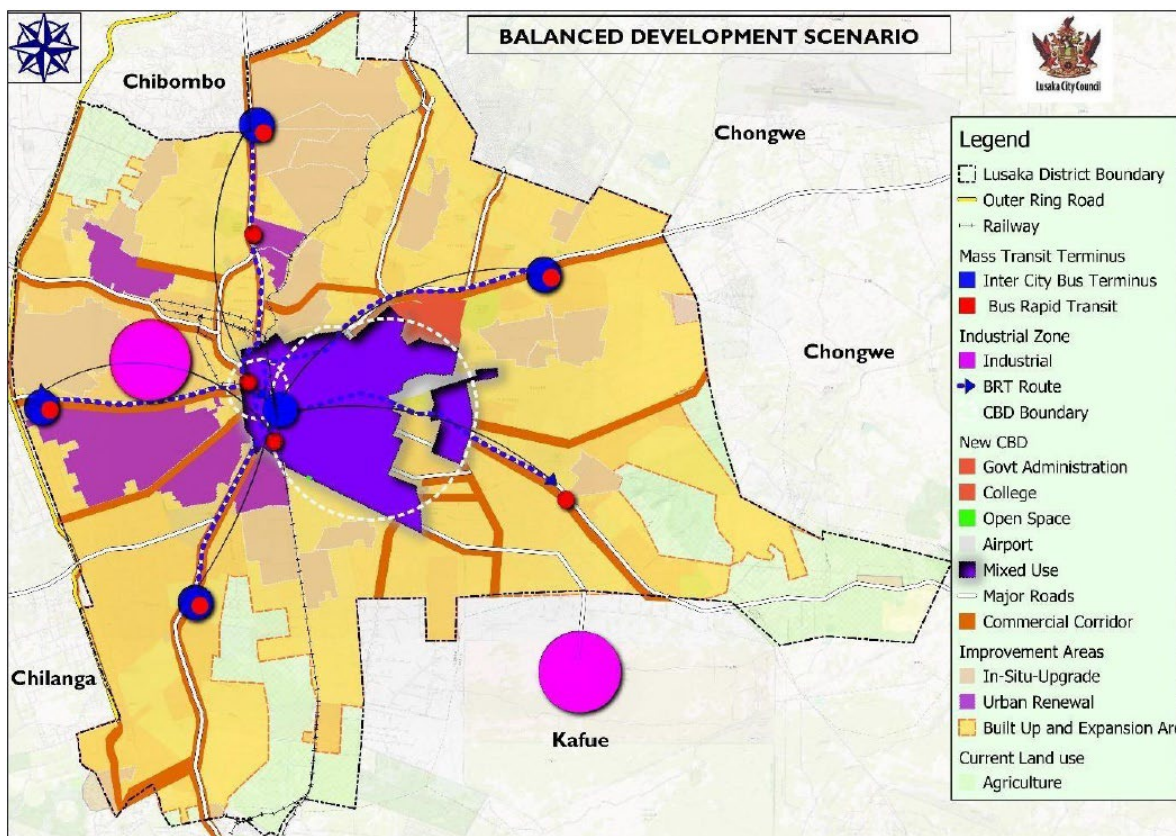 BALANCED DEVELOPMENT SCENARIO
Lusaka City Council
Chibombo
Chongwe
Chongwe
Chilanga
Kafue
Legend
Lusaka District Boundary
Outer Ring Road
Railway
Mass Transit Terminus
Inter City Bus Terminus
Bus Rapid Transit
Industrial Zone
Industrial
BRT Route
CBD Boundary
New CBD
Govt Administration
College
Open Space
Airport
Mixed Use
Major Roads
Commercial Corridor
Improvement Areas
In-Situ-Upgrade
Urban Renewal
Built Up and Expansion Are
Current Land use
Agriculture